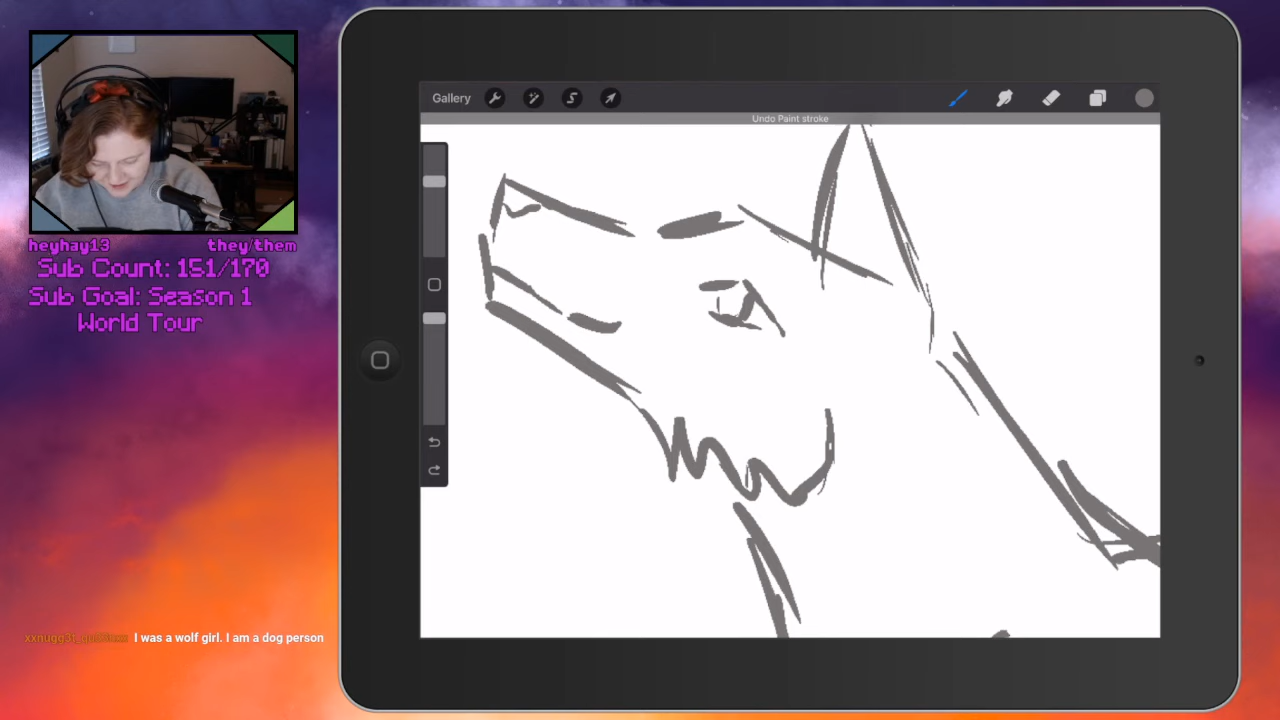 Gallery
Undo Paint stroke
heyhay13 they/them
Sub Count: 151/170
Sub Goal: Season 1
World Tour
I was a wolf girl. I am a dog person